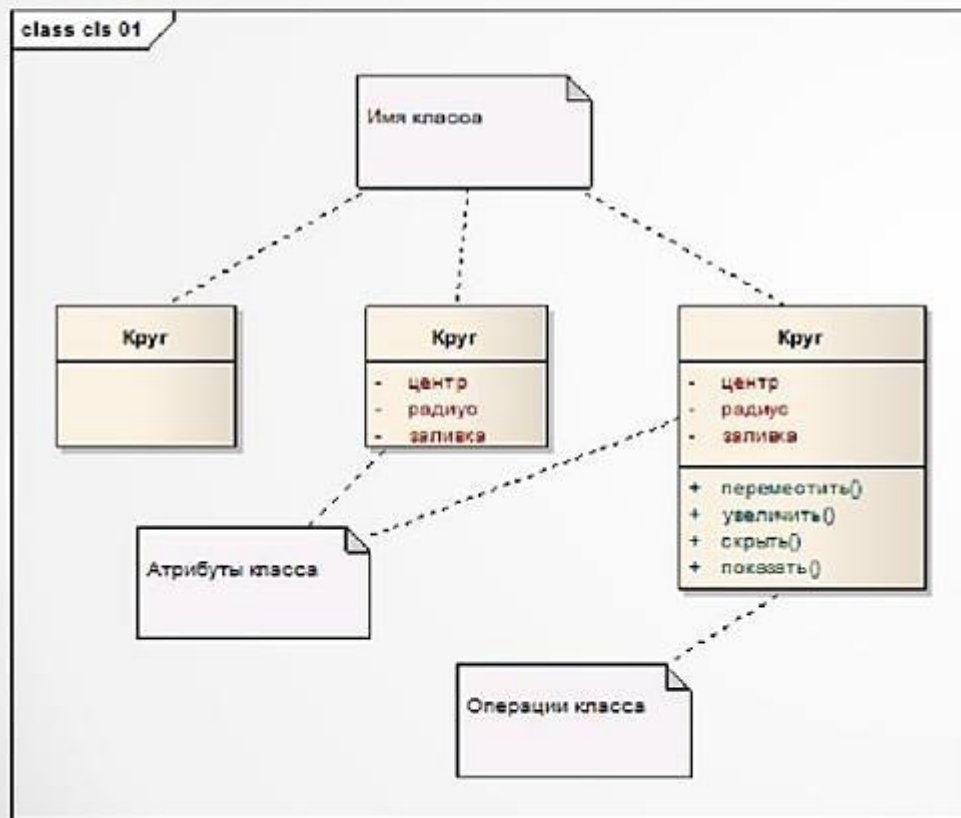 class cls 01
Имя класса
Круг
Круг
- центр
- радиус
- заливка
Круг
- центр
- радиус
- заливка
+ переместить()
+ увеличить()
+ скрыть()
+ показать()
Атрибуты класса
Операции класса